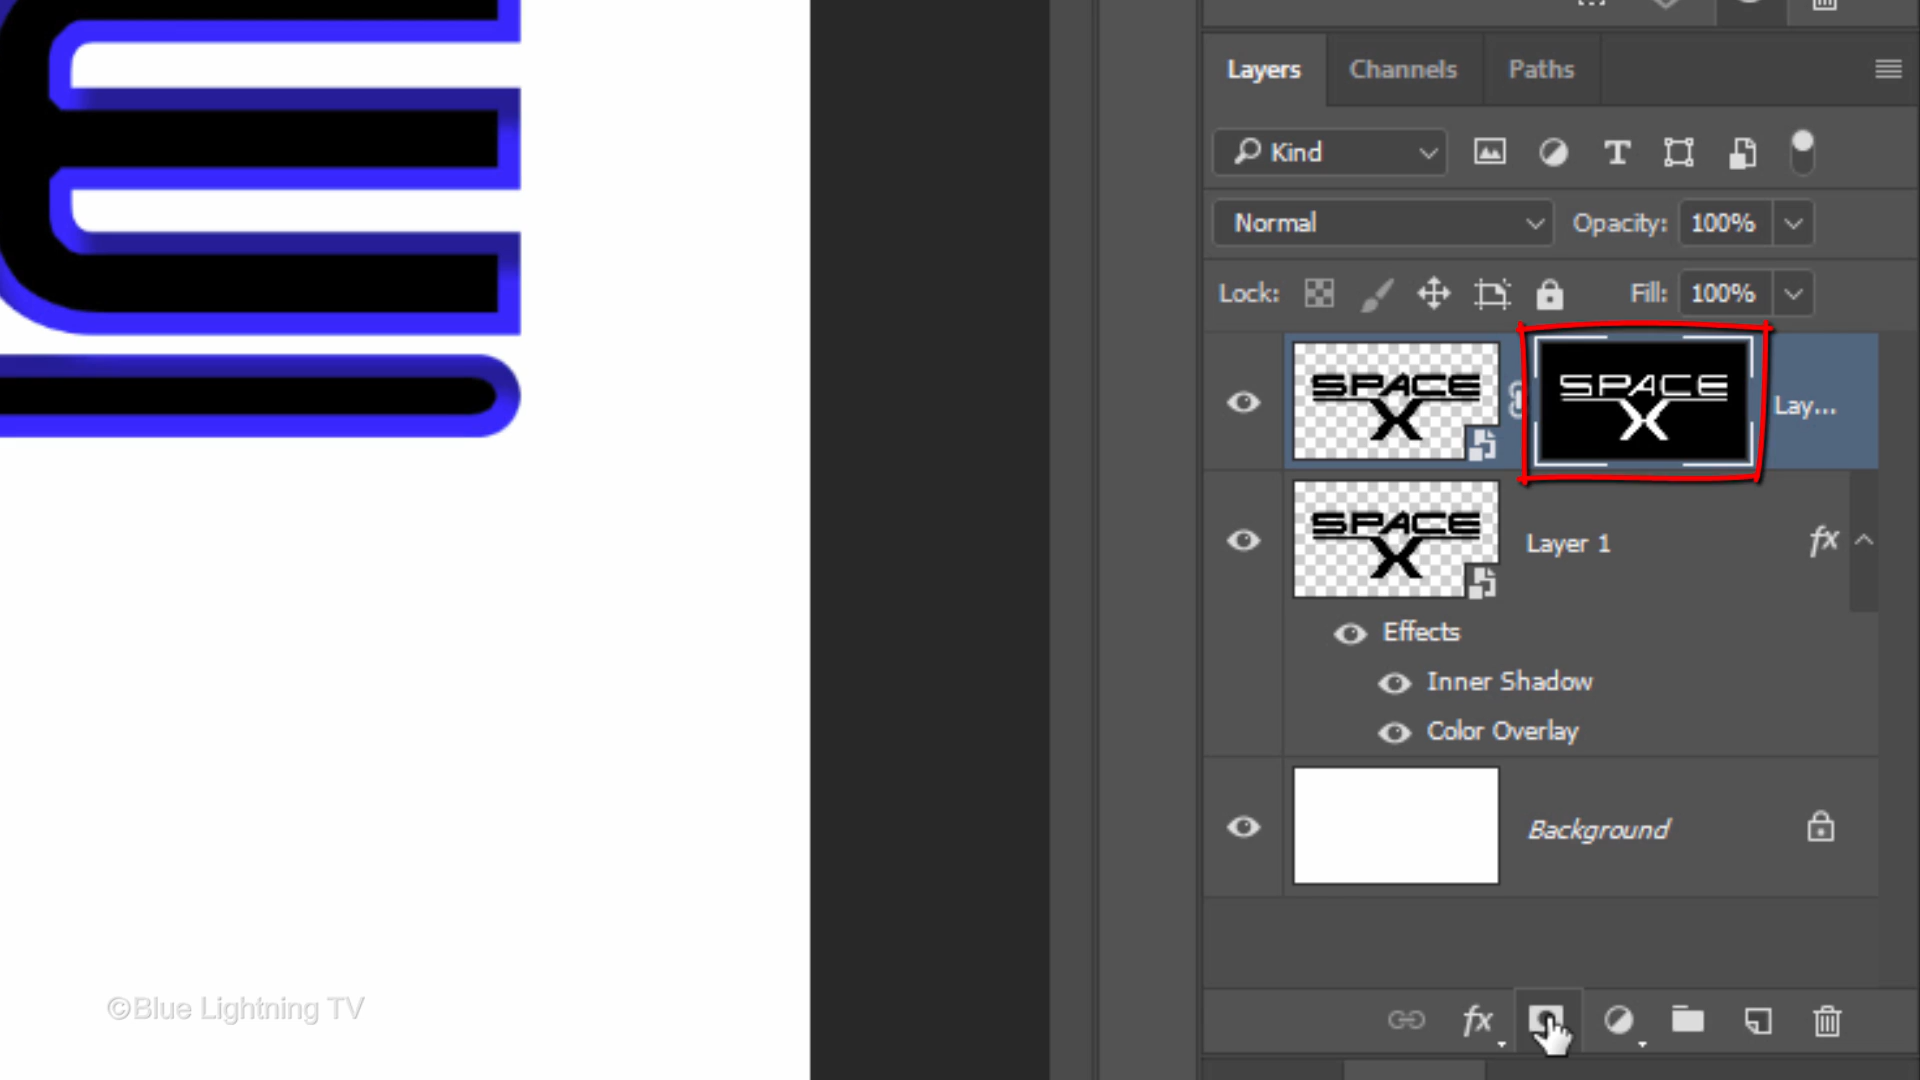 Layers Channels Paths
Kind
Normal Opacity: 100%
Lock: Fill: 100%
SPACE
X
SPACE
X
Lay...
SPACE
X
Layer 1
fx
Effects
Inner Shadow
Color Overlay
Background
©Blue Lightning TV
fx